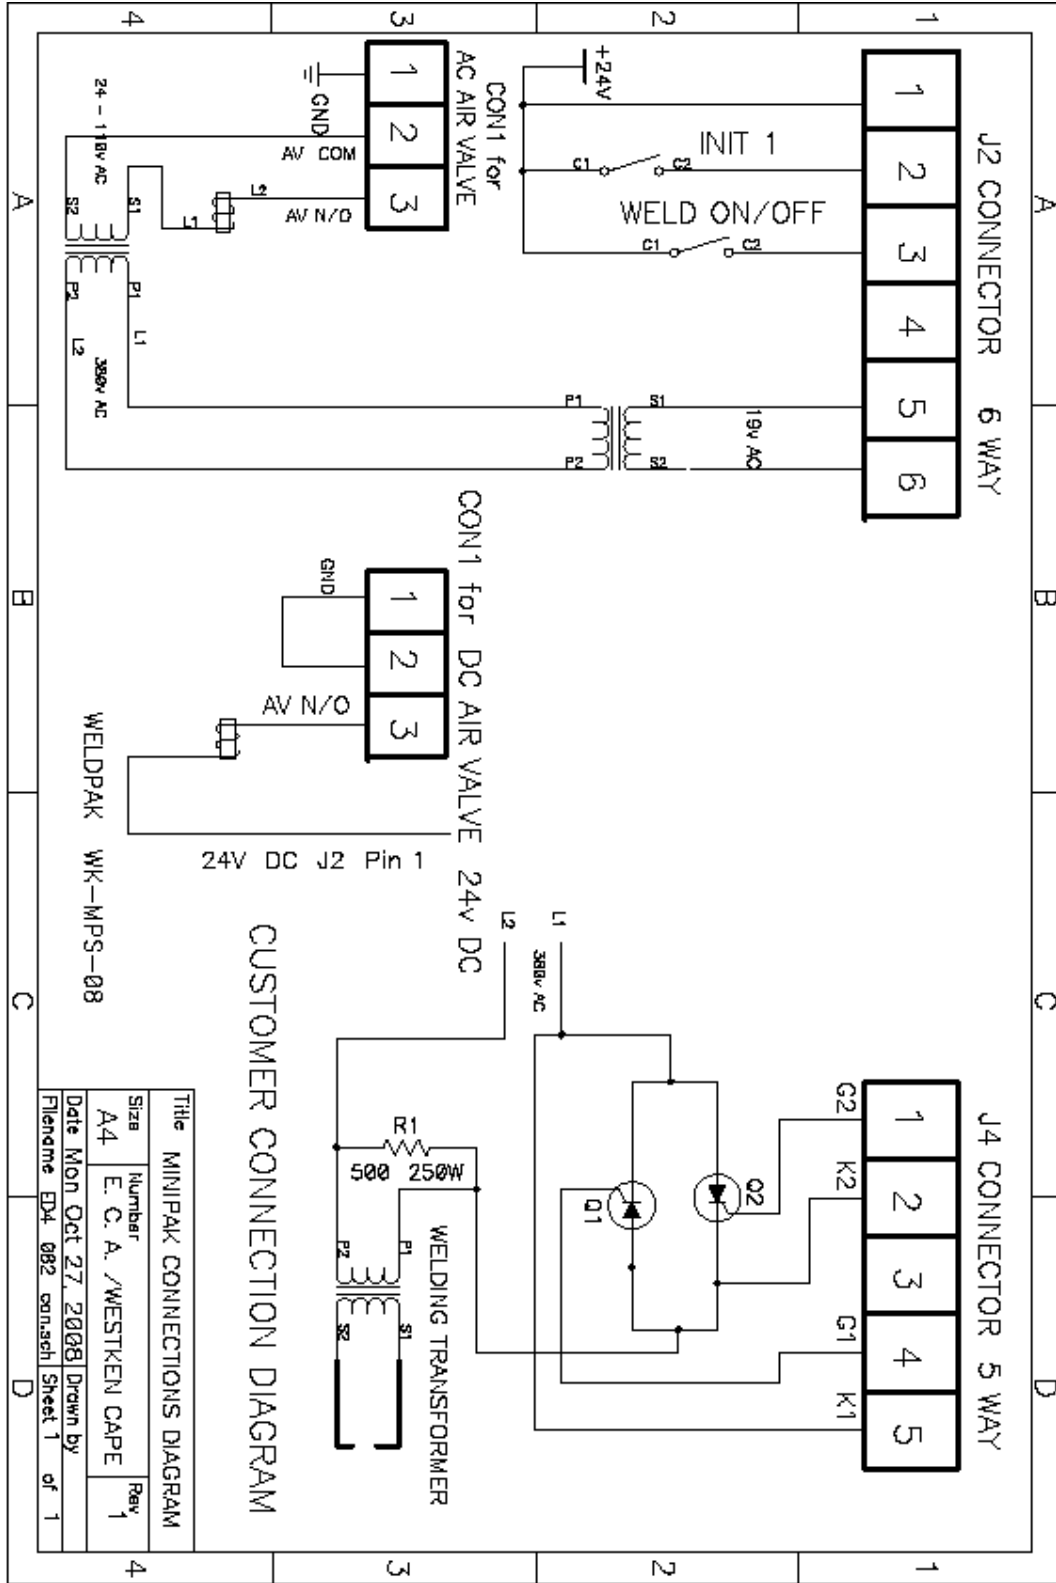 4
3
2
1
A
B
C
D
A
B
C
D
4
3
2
1
J2 CONNECTOR 6 WAY
1
2
3
4
5
6
+24V
INIT 1
C1
C2
WELD ON/OFF
C1
C2
19v AC
S1
S2
P1
P2
CON1 for
AC AIR VALVE
1
2
3
GND
AV COM
AV N/O
L2
L1
24 - 110v AC
S2
S1
P2
P1
L2
L1
380v AC
CON1 for DC AIR VALVE 24v DC
1
2
3
GND
AV N/O
24V DC J2 Pin 1
WELDPAK WK-MPS-08
J4 CONNECTOR 5 WAY
1
2
3
4
5
G2
K2
G1
K1
L2
L1
380v AC
Q2
Q1
R1
500 250W
P2
P1
S2
S1
WELDING TRANSFORMER
CUSTOMER CONNECTION DIAGRAM
Title MINIPAK CONNECTIONS DIAGRAM
Size
A4
Number
E. C. A. /WESTKEN CAPE
Rev
1
Date Mon Oct 27, 2008
Drawn by
Filename ED4 082 con.sch
Sheet 1 of 1